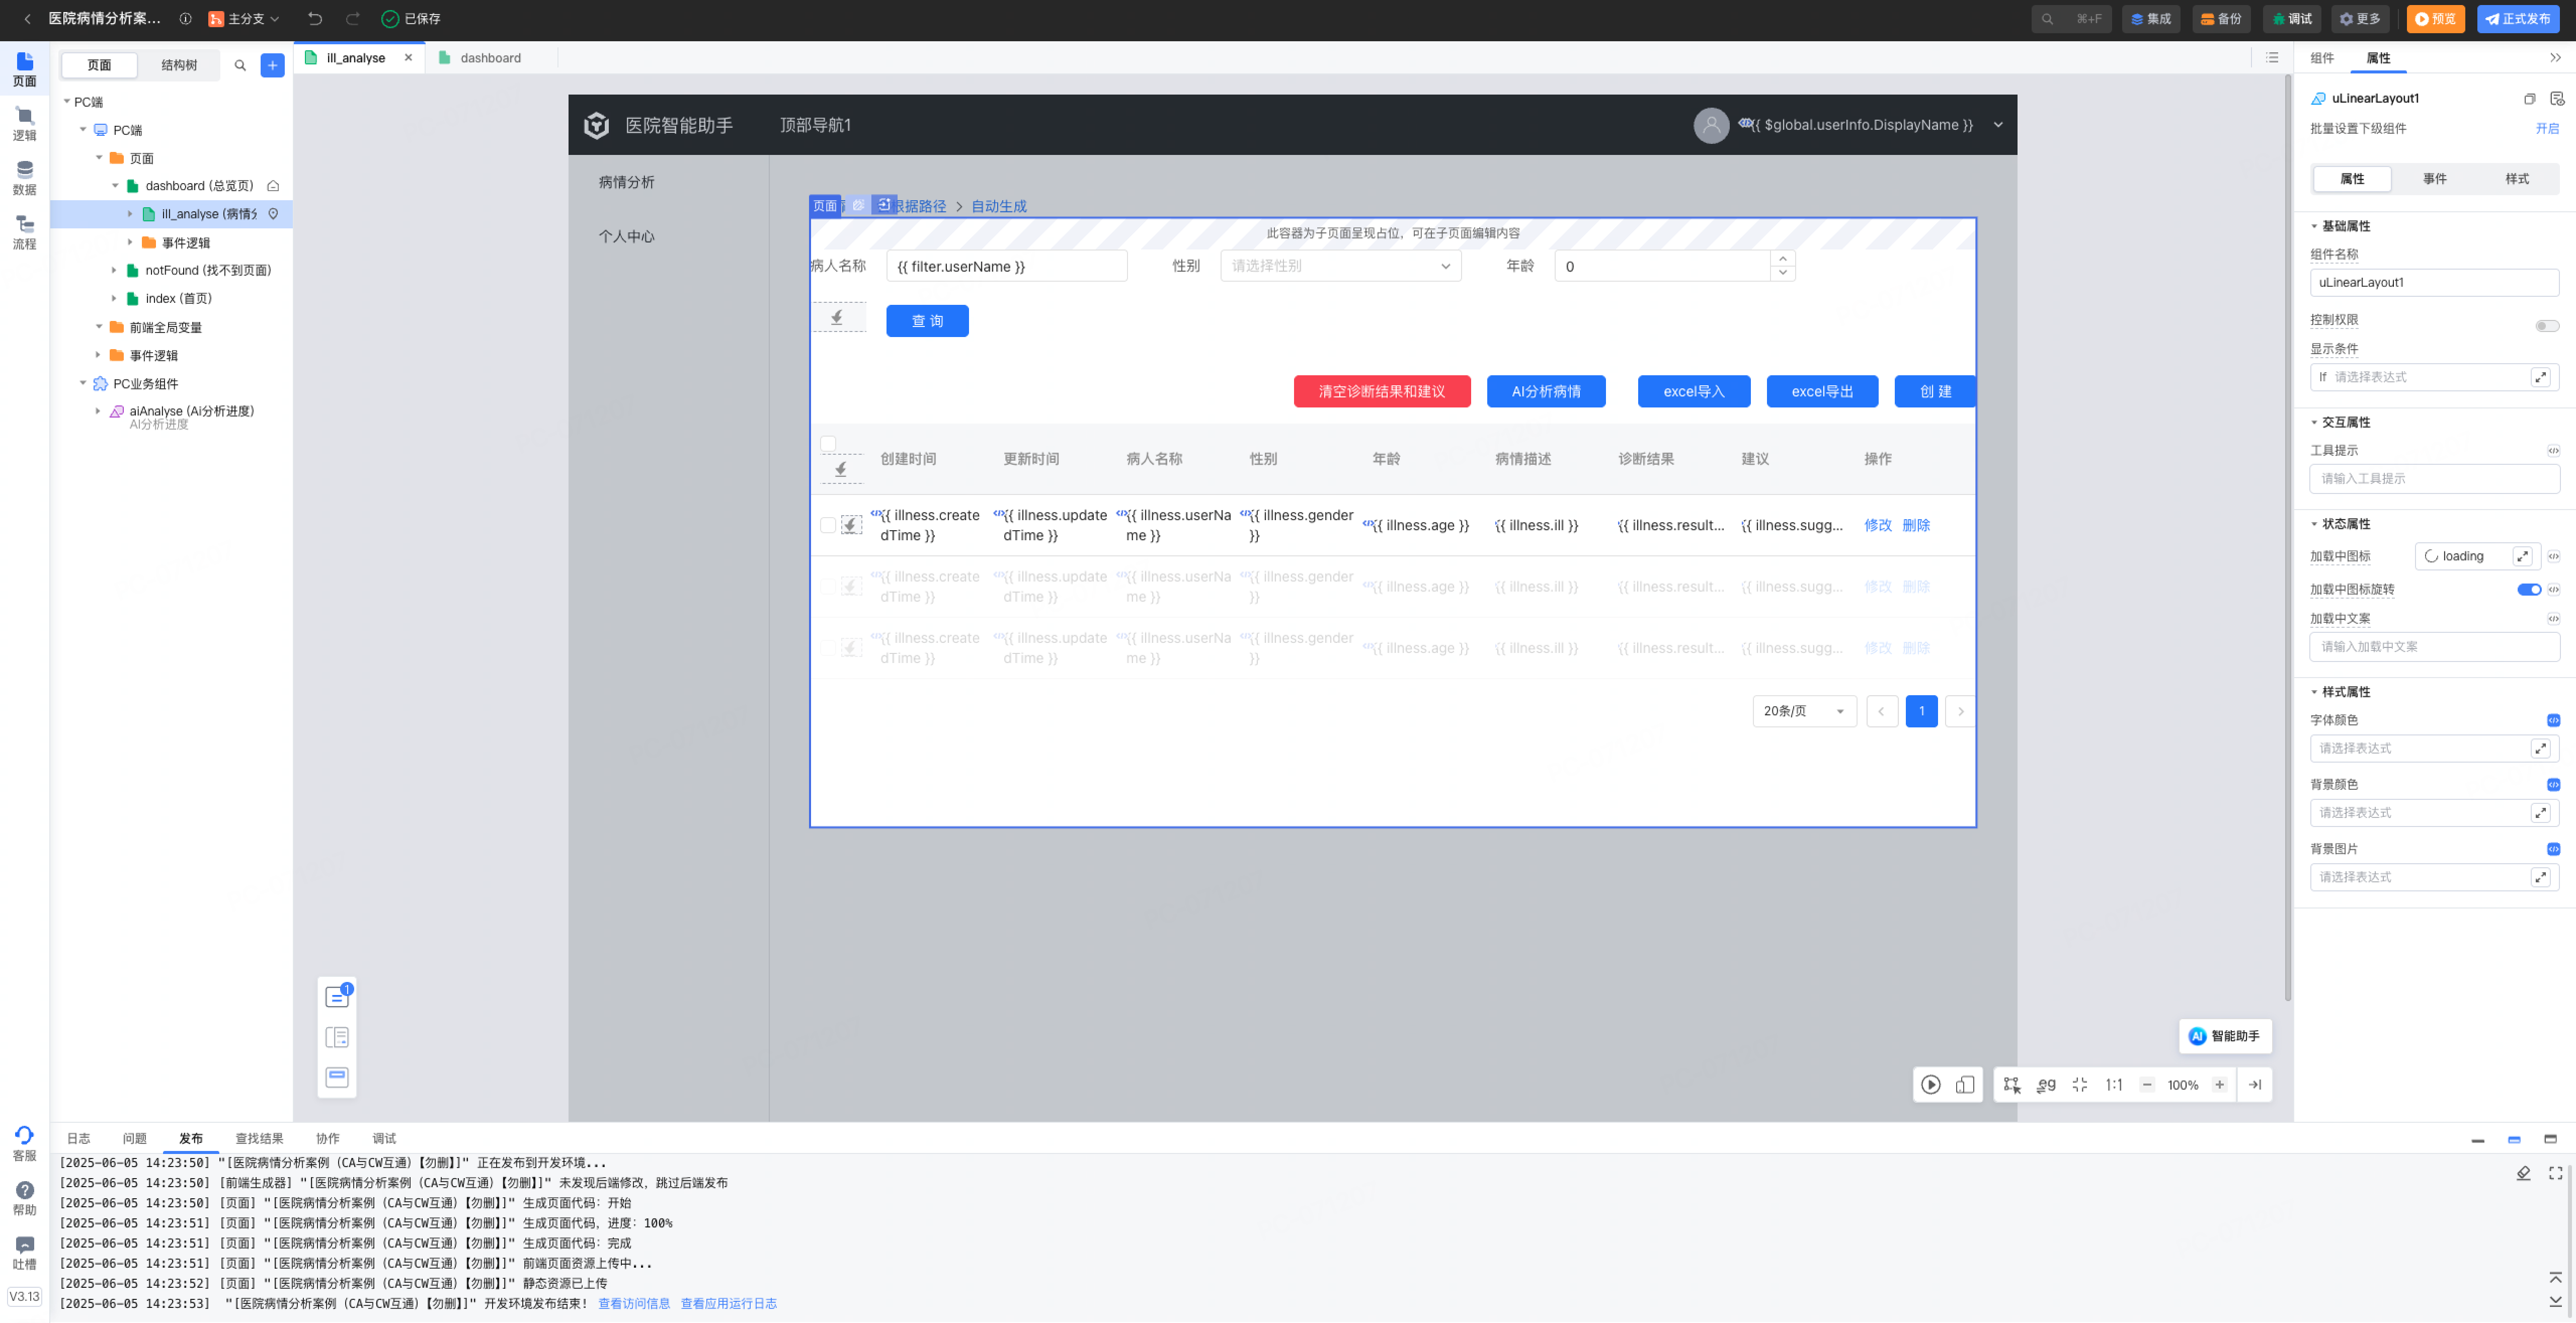 医院病情分析案...
主分支
已保存
⌘+F
集成
备份
调试
更多
预览
正式发布
页面
逻辑
数据
流程
客服
帮助
吐槽
V3.13
页面 结构树
PC端
PC端
页面
dashboard (总览页)
ill_analyse (病情分
事件逻辑
notFound (找不到页面)
index (首页)
前端全局变量
事件逻辑
PC业务组件
aiAnalyse (Ai分析进度)
AI分析进度
ill_analyse
dashboard
医院智能助手
顶部导航1
{{ $global.userInfo.DisplayName }}
病情分析
个人中心
页面
根据路径 > 自动生成
此容器为子页面呈现占位，可在子页面编辑内容
病人名称 {{ filter.userName }} 性别 请选择性别 年龄 0
查 询
清空诊断结果和建议 AI分析病情 excel导入 excel导出 创 建
创建时间 更新时间 病人名称 性别 年龄 病情描述 诊断结果 建议 操作
{{ illness.create {{ illness.update {{ illness.userNa {{ illness.gender {{ illness.age }} {{ illness.ill }} {{ illness.result... {{ illness.sugg... 修改 删除
dTime }} dTime }} me }} }}
{{ illness.create {{ illness.update {{ illness.userNa {{ illness.gender {{ illness.age }} {{ illness.ill }} {{ illness.result... {{ illness.sugg... 修改 删除
dTime }} dTime }} me }} }}
{{ illness.create {{ illness.update {{ illness.userNa {{ illness.gender {{ illness.age }} {{ illness.ill }} {{ illness.result... {{ illness.sugg... 修改 删除
dTime }} dTime }} me }} }}
20条/页 1
1
AI 智能助手
eg 1:1 100%
组件 属性
uLinearLayout1
批量设置下级组件 开启
属性 事件 样式
基础属性
组件名称
uLinearLayout1
控制权限
显示条件
If 请选择表达式
交互属性
工具提示
请输入工具提示
状态属性
加载中图标 loading
加载中图标旋转
加载中文案
请输入加载中文案
样式属性
字体颜色
请选择表达式
背景颜色
请选择表达式
背景图片
请选择表达式
日志 问题 发布 查找结果 协作 调试
[2025-06-05 14:23:50] "[医院病情分析案例（CA与CW互通）【勿删】]" 正在发布到开发环境...
[2025-06-05 14:23:50] [前端生成器] "[医院病情分析案例（CA与CW互通）【勿删】]" 未发现后端修改，跳过后端发布
[2025-06-05 14:23:50] [页面] "[医院病情分析案例（CA与CW互通）【勿删】]" 生成页面代码：开始
[2025-06-05 14:23:51] [页面] "[医院病情分析案例（CA与CW互通）【勿删】]" 生成页面代码，进度：100%
[2025-06-05 14:23:51] [页面] "[医院病情分析案例（CA与CW互通）【勿删】]" 生成页面代码：完成
[2025-06-05 14:23:51] [页面] "[医院病情分析案例（CA与CW互通）【勿删】]" 前端页面资源上传中...
[2025-06-05 14:23:52] [页面] "[医院病情分析案例（CA与CW互通）【勿删】]" 静态资源已上传
[2025-06-05 14:23:53] "[医院病情分析案例（CA与CW互通）【勿删】]" 开发环境发布结束！ 查看访问信息 查看应用运行日志